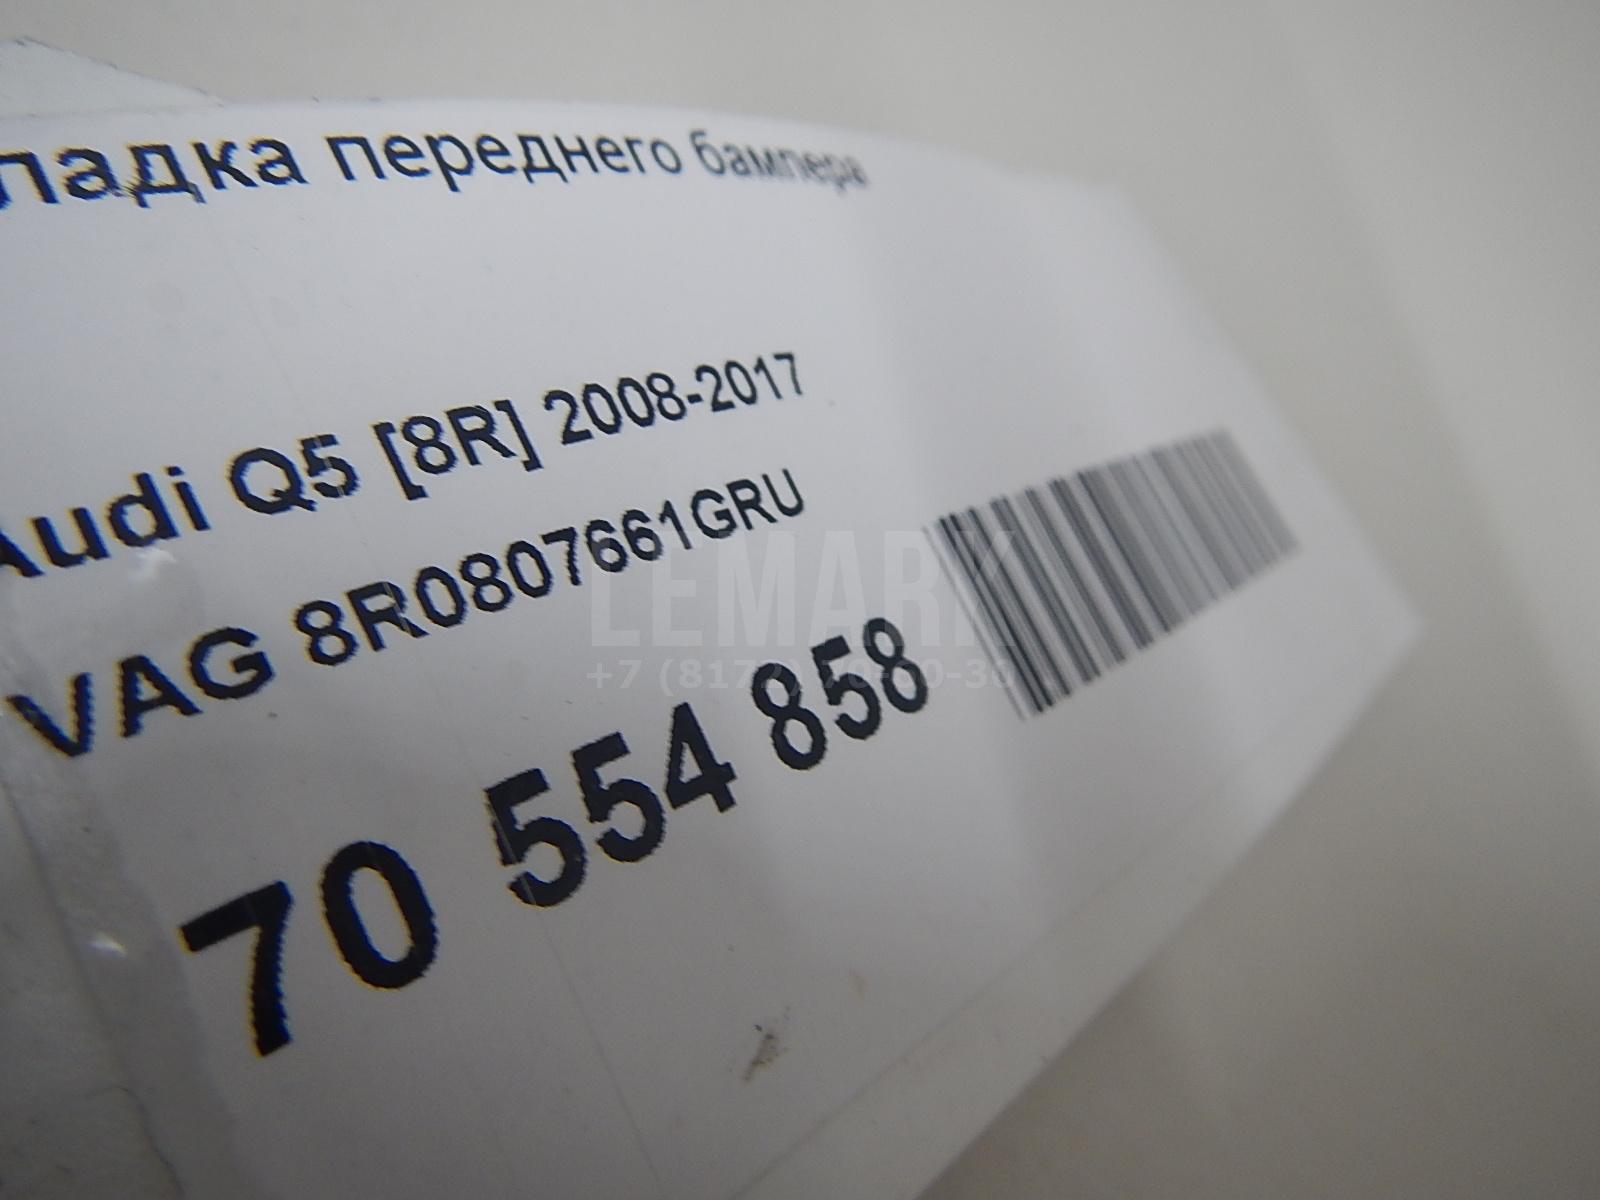 ладка переднего бампера
Audi Q5 [8R] 2008-2017
VAG 8R0807661GRU
70 554 858
LEMARK